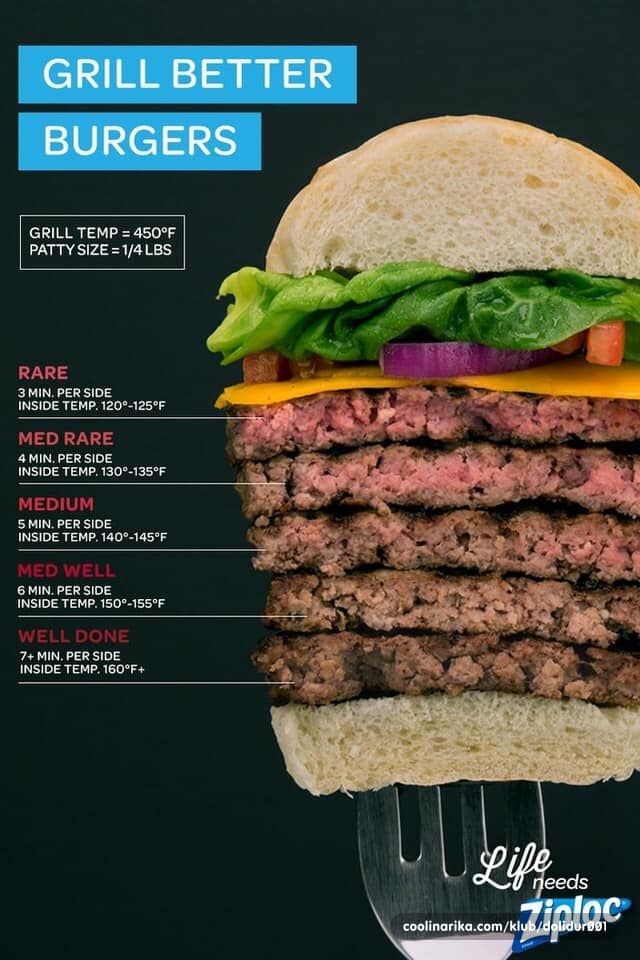 GRILL BETTER
BURGERS
GRILL TEMP = 450°F
PATTY SIZE = 1/4 LBS
RARE
3 MIN. PER SIDE
INSIDE TEMP. 120°-125°F
MED RARE
4 MIN. PER SIDE
INSIDE TEMP. 130°-135°F
MEDIUM
5 MIN. PER SIDE
INSIDE TEMP. 140°-145°F
MED WELL
6 MIN. PER SIDE
INSIDE TEMP. 150°-155°F
WELL DONE
7+ MIN. PER SIDE
INSIDE TEMP. 160°F+
Life
needs
Ziploc
coolinarika.com/klub/dolidur001